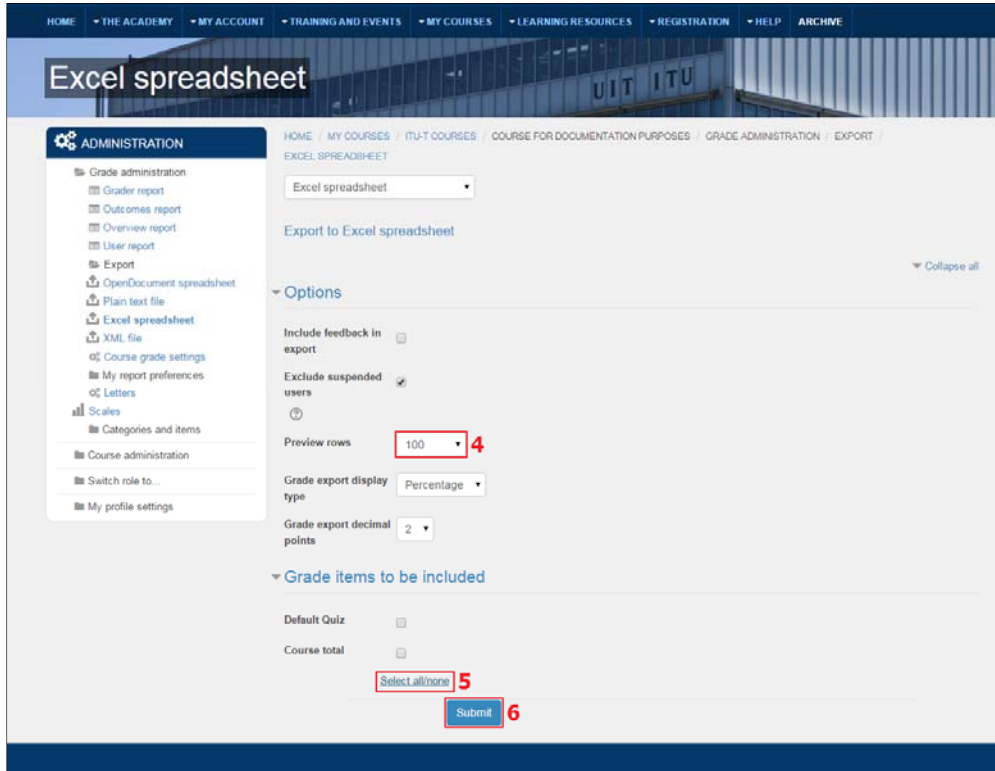 HOME THE ACADEMY MY ACCOUNT TRAINING AND EVENTS MY COURSES LEARNING RESOURCES REGISTRATION HELP ARCHIVE
UIT ITU
Excel spreadsheet
ADMINISTRATION
Grade administration
Grader report
Outcomes report
Overview report
User report
Export
OpenDocument spreadsheet
Plain text file
Excel spreadsheet
XML file
Course grade settings
My report preferences
Letters
Scales
Categories and items
Course administration
Switch role to...
My profile settings
HOME / MY COURSES / ITU-T COURSES / COURSE FOR DOCUMENTATION PURPOSES / GRADE ADMINISTRATION / EXPORT /
EXCEL SPREADSHEET
Excel spreadsheet
Export to Excel spreadsheet
Collapse all
Options
Include feedback in
export
Exclude suspended
users
?
Preview rows 100 4
Grade export display
type Percentage
Grade export decimal
points 2
Grade items to be included
Default Quiz
Course total
Select all/none 5
Submit 6